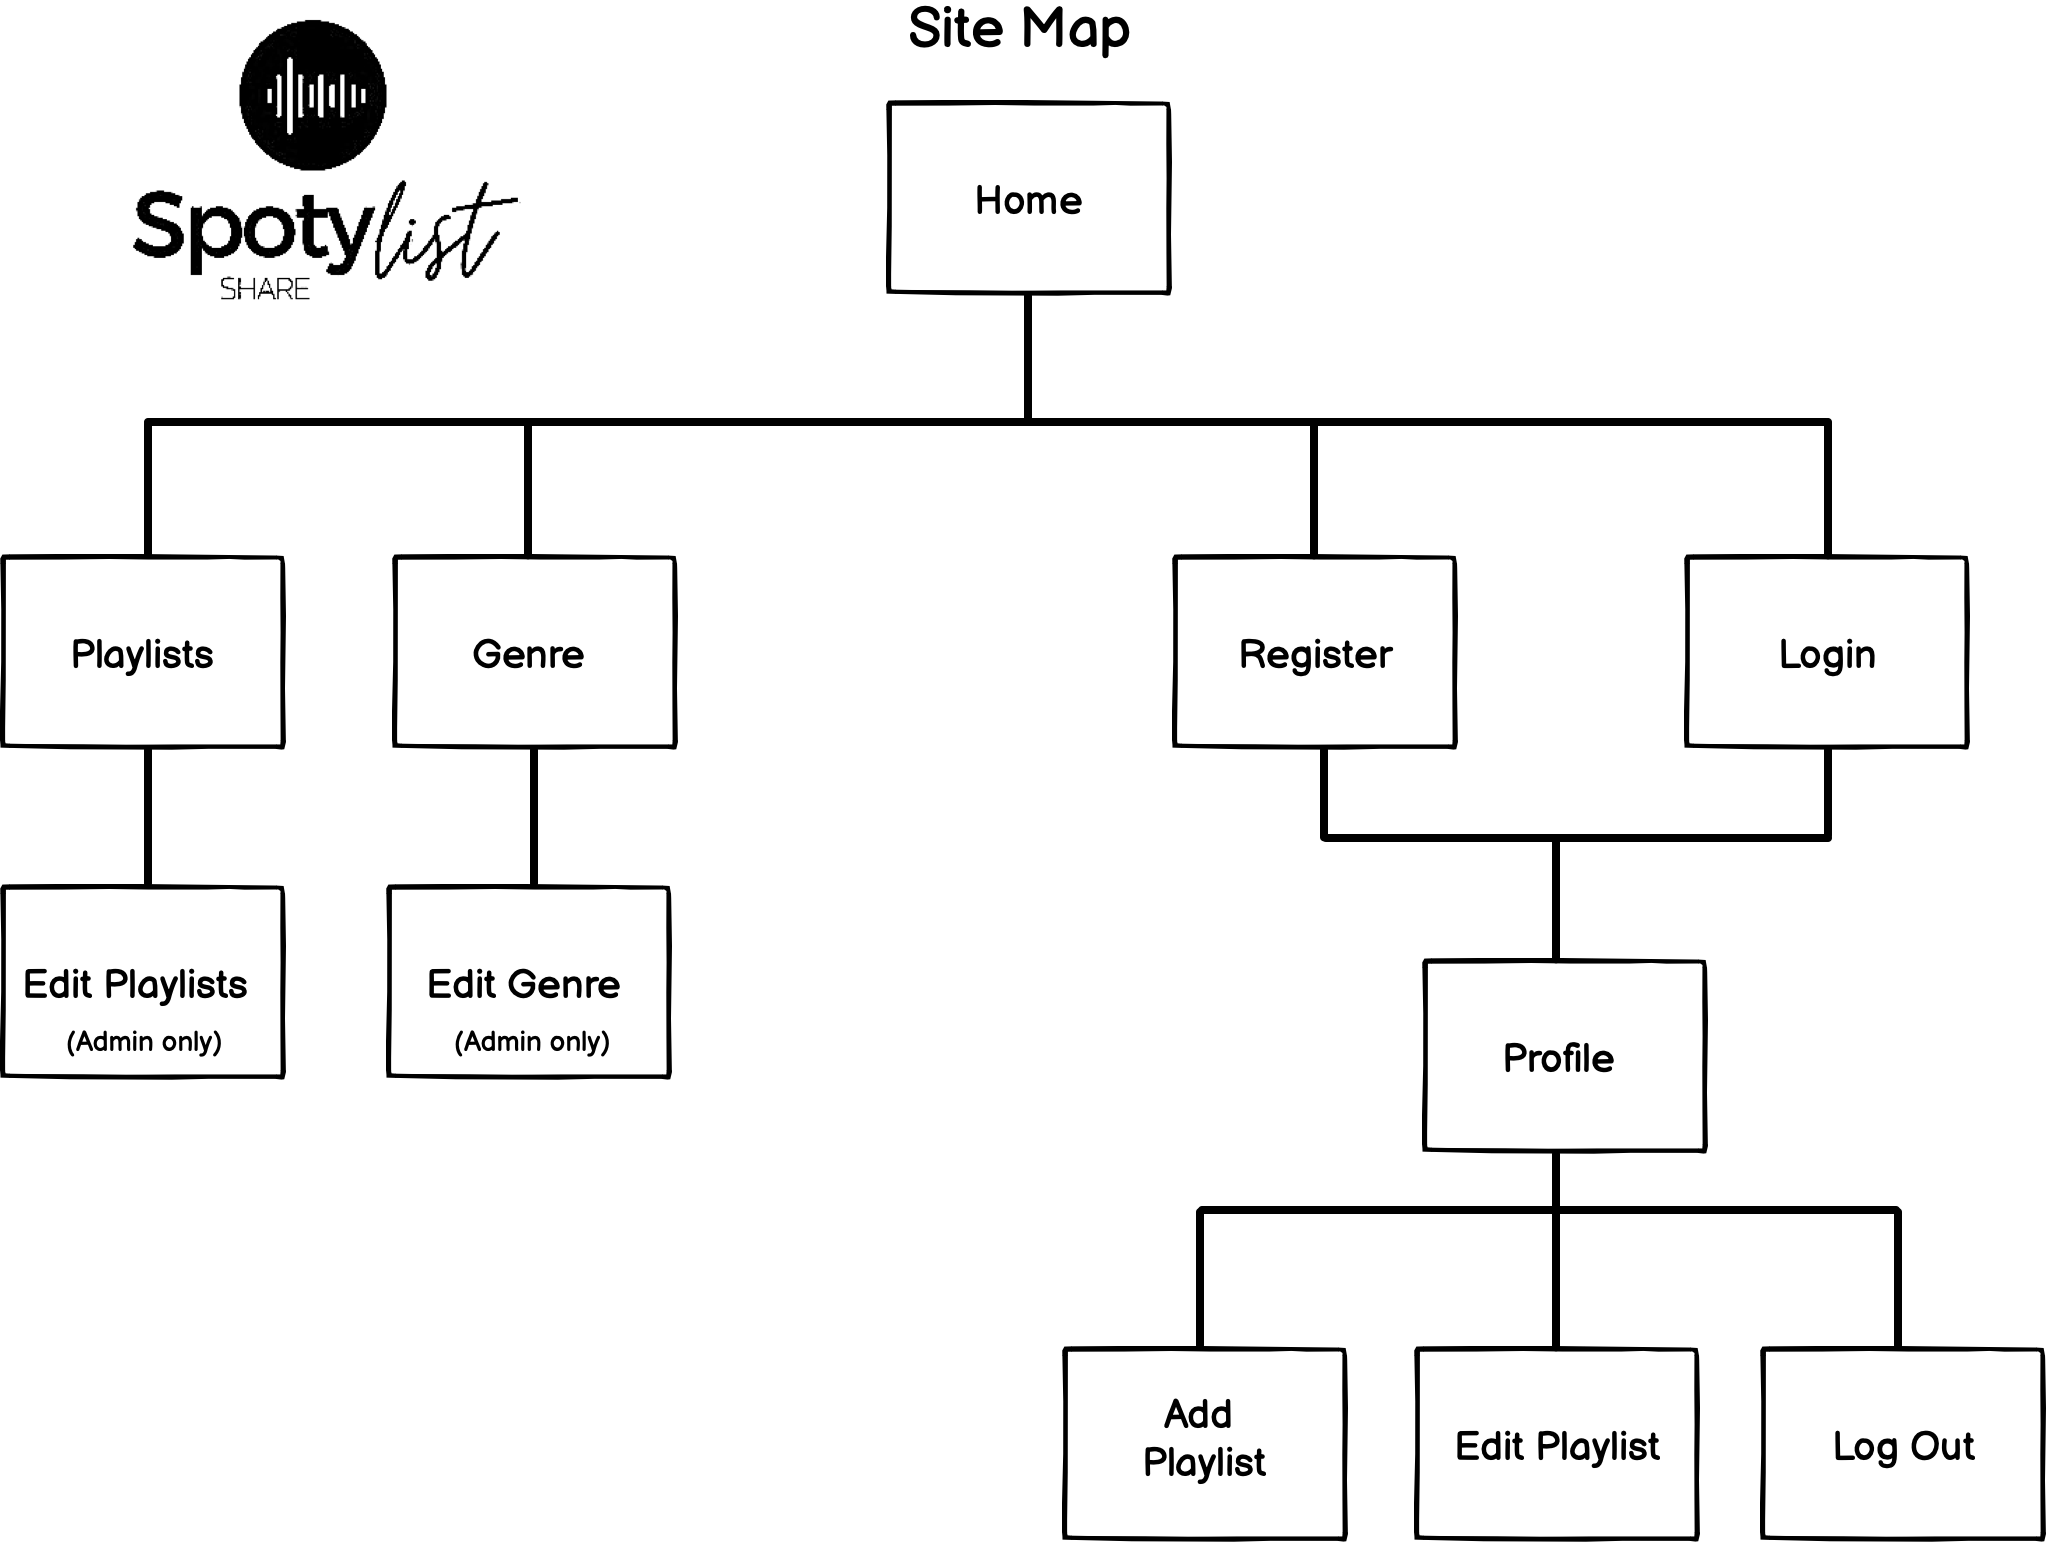 Site Map
Spotylist
SHARE
Home
Playlists
Genre
Register
Login
Edit Playlists
(Admin only)
Edit Genre
(Admin only)
Profile
Add
Playlist
Edit Playlist
Log Out